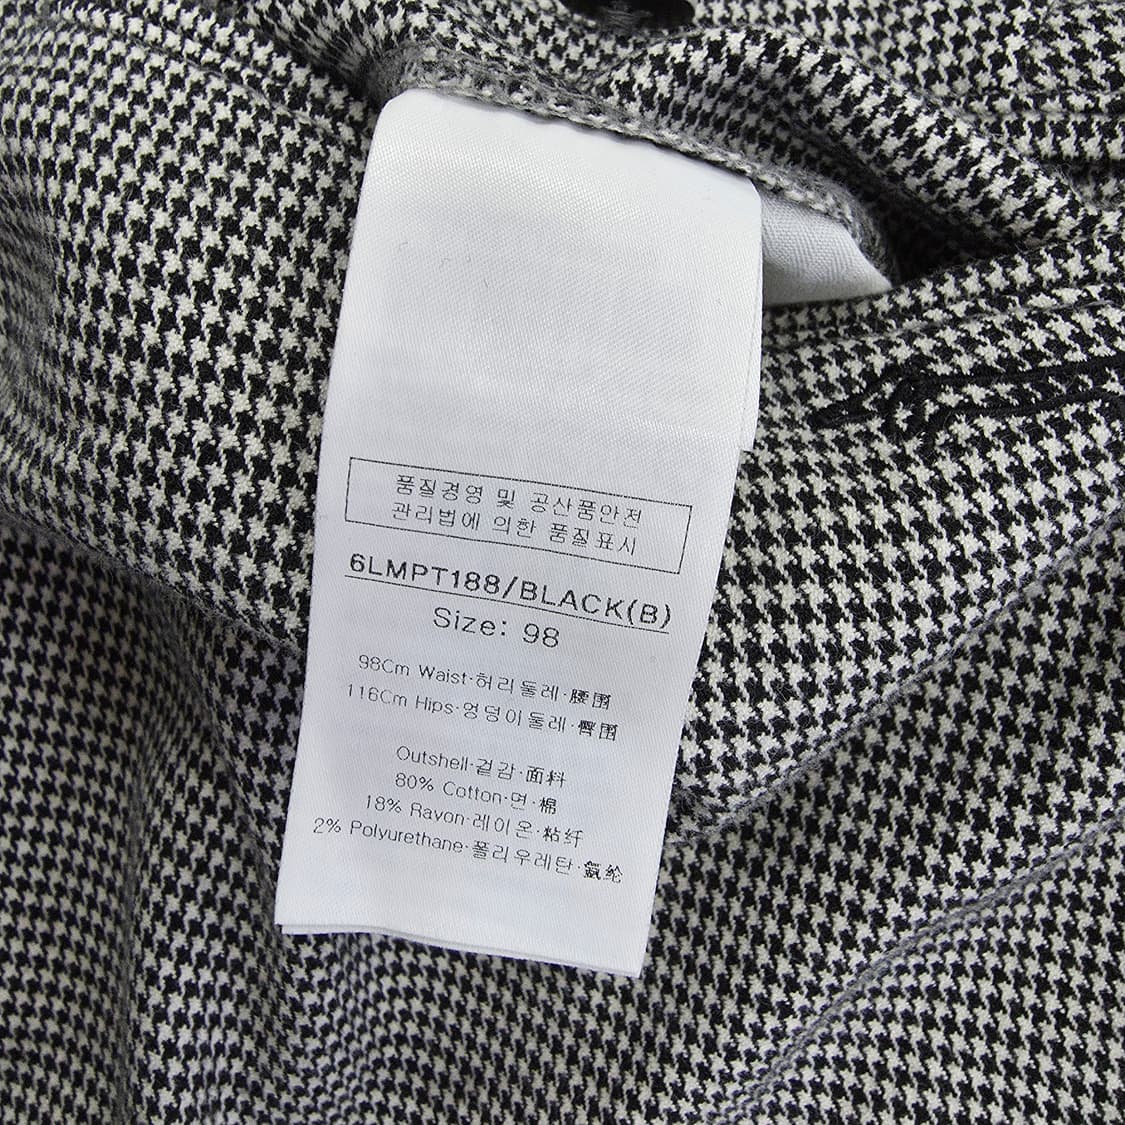 품질경영 및 공산품안전
관리법에 의한 품질표시
6LMPT188/BLACK(B)
Size: 98
98Cm Waist·허리둘레·腰围
116Cm Hips·엉덩이둘레·臀围
Outshell·겉감·面料
80% Cotton·면·棉
18% Rayon·레이온·粘纤
2% Polyurethane·폴리우레탄·氨纶